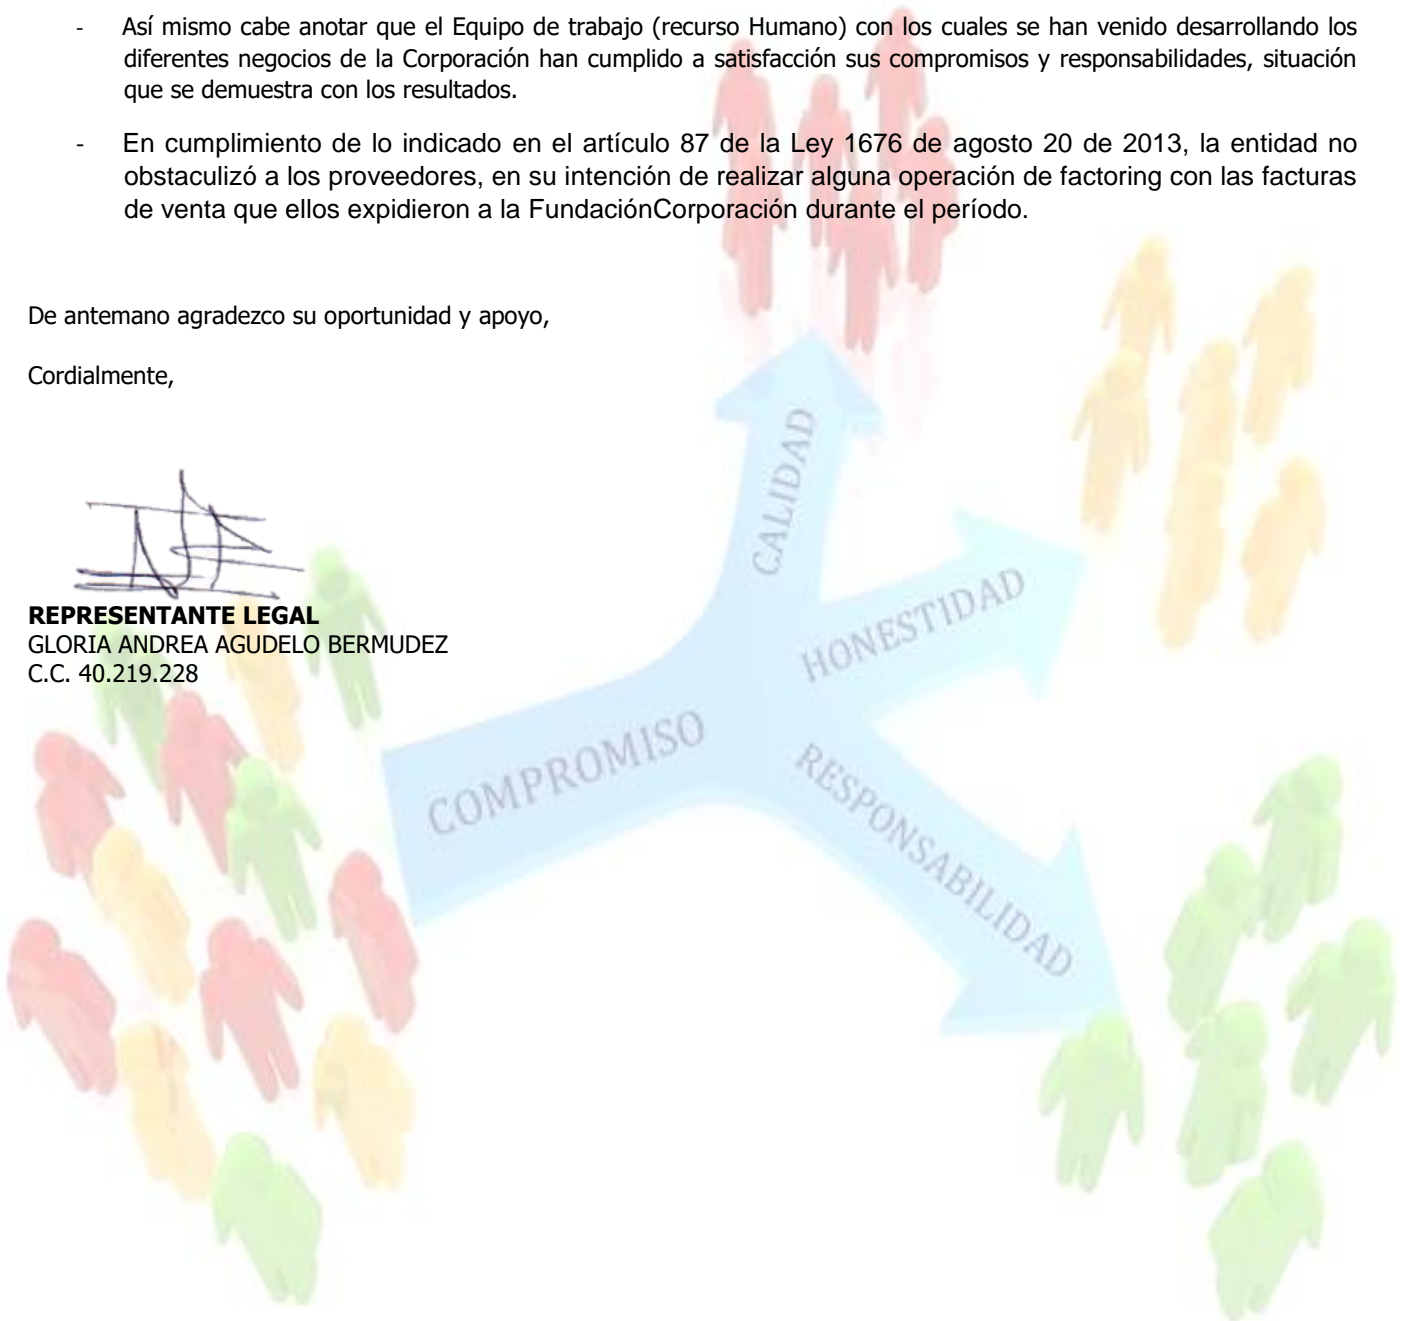 - Así mismo cabe anotar que el Equipo de trabajo (recurso Humano) con los cuales se han venido desarrollando los
diferentes negocios de la Corporación han cumplido a satisfacción sus compromisos y responsabilidades, situación
que se demuestra con los resultados.
- En cumplimiento de lo indicado en el artículo 87 de la Ley 1676 de agosto 20 de 2013, la entidad no
obstaculizó a los proveedores, en su intención de realizar alguna operación de factoring con las facturas
de venta que ellos expidieron a la FundaciónCorporación durante el período.
De antemano agradezco su oportunidad y apoyo,
Cordialmente,
REPRESENTANTE LEGAL
GLORIA ANDREA AGUDELO BERMUDEZ
C.C. 40.219.228
CALIDAD
HONESTIDAD
COMPROMISO
RESPONSABILIDAD